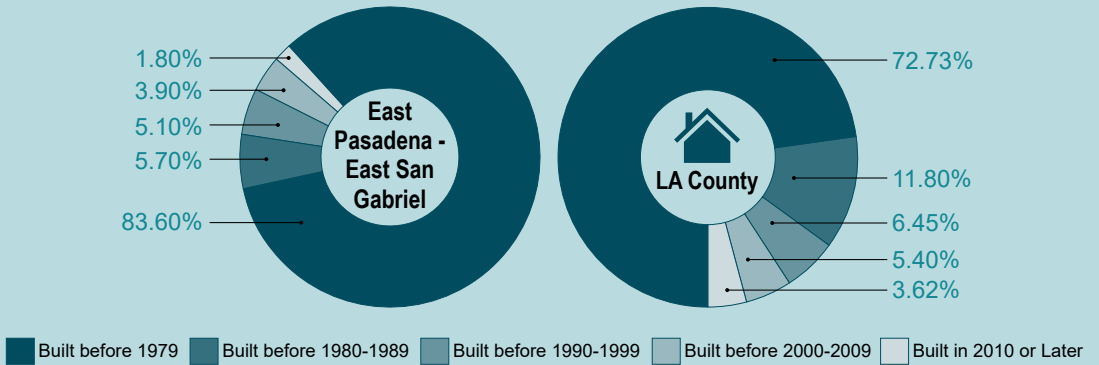 1.80%
3.90%
5.10%
5.70%
83.60%
East
Pasadena -
East San
Gabriel
LA County
72.73%
11.80%
6.45%
5.40%
3.62%
Built before 1979
Built before 1980-1989
Built before 1990-1999
Built before 2000-2009
Built in 2010 or Later